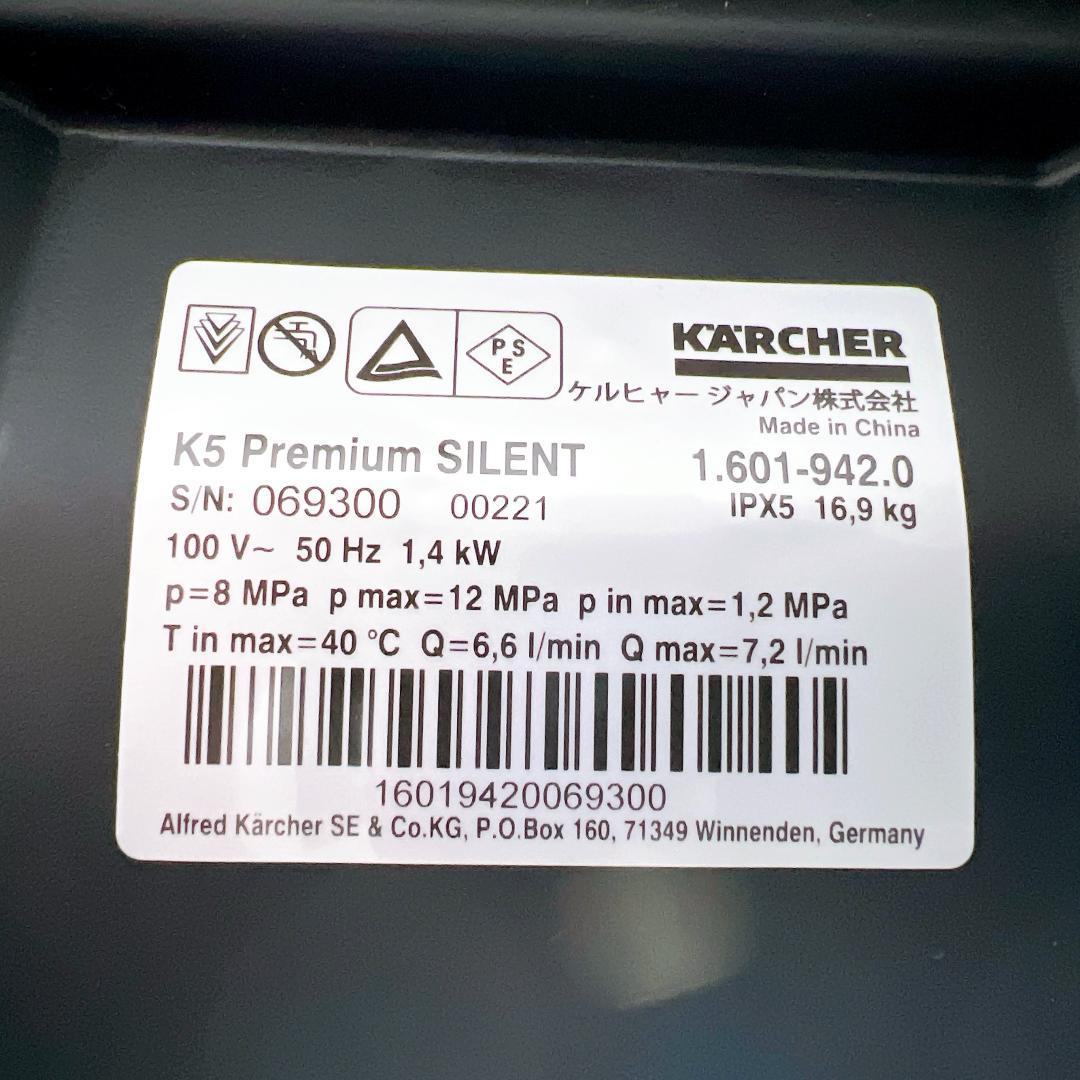 PSE
KÄRCHER
ケルヒャー ジャパン株式会社
Made in China
K5 Premium SILENT 1.601-942.0
S/N: 069300 00221 IPX5 16,9 kg
100 V~ 50 Hz 1,4 kW
p=8 MPa p max=12 MPa p in max=1,2 MPa
T in max=40 °C Q=6,6 l/min Q max=7,2 l/min
16019420069300
Alfred Kärcher SE & Co.KG, P.O.Box 160, 71349 Winnenden, Germany